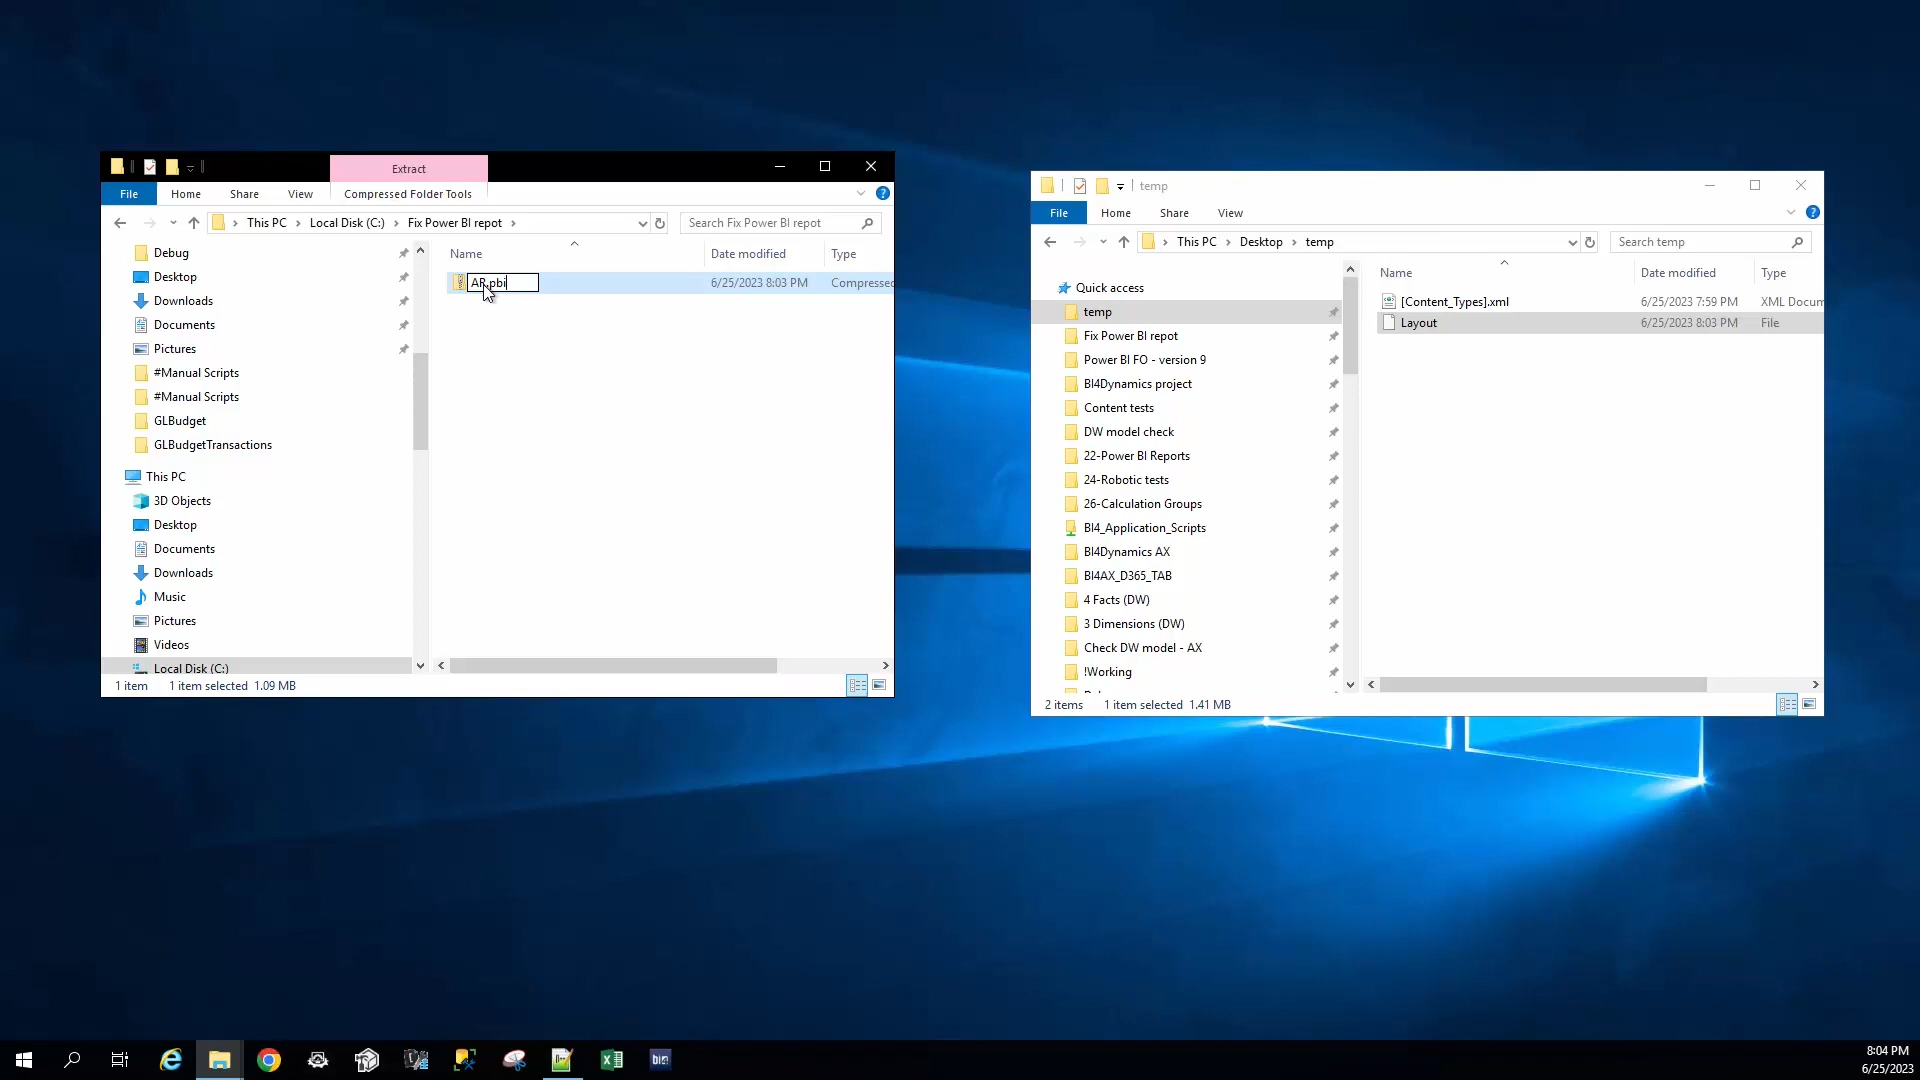 Extract
File
Home
Share
View
Compressed Folder Tools
This PC
Local Disk (C:)
Fix Power BI repot
Search Fix Power BI repot
Debug
Desktop
Downloads
Documents
Pictures
#Manual Scripts
#Manual Scripts
GLBudget
GLBudgetTransactions
This PC
3D Objects
Desktop
Documents
Downloads
Music
Pictures
Videos
Local Disk (C:)
Name
Date modified
Type
AR.pbi
6/25/2023 8:03 PM
Compressed
1 item
1 item selected 1.09 MB
temp
File
Home
Share
View
This PC
Desktop
temp
Search temp
Quick access
temp
Fix Power BI repot
Power BI FO - version 9
BI4Dynamics project
Content tests
DW model check
22-Power BI Reports
24-Robotic tests
26-Calculation Groups
BI4_Application_Scripts
BI4Dynamics AX
BI4AX_D365_TAB
4 Facts (DW)
3 Dimensions (DW)
Check DW model - AX
!Working
Name
Date modified
Type
[Content_Types].xml
6/25/2023 7:59 PM
XML Docum
Layout
6/25/2023 8:03 PM
File
2 items
1 item selected 1.41 MB
8:04 PM
6/25/2023